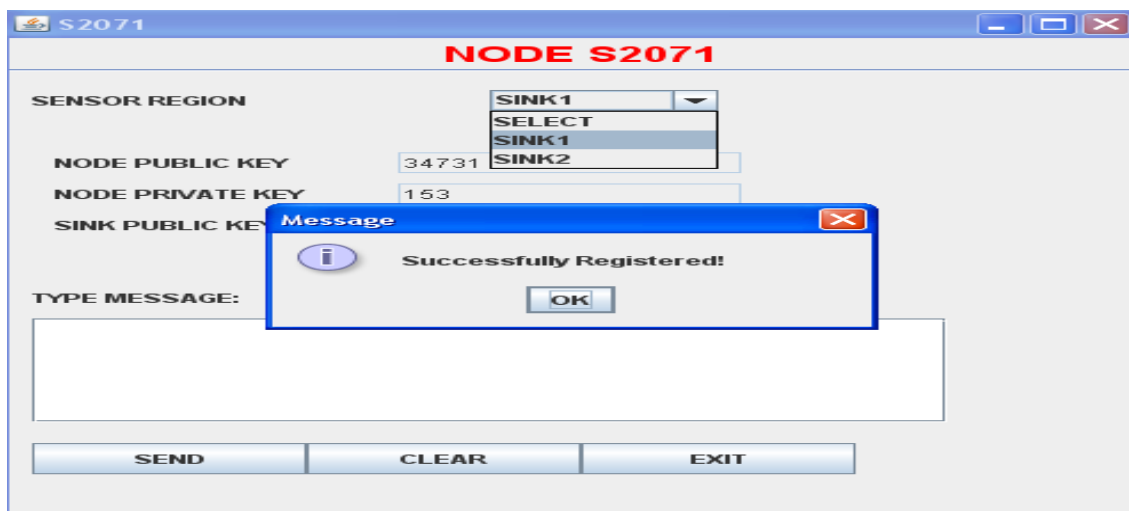 S2071
NODE S2071
SENSOR REGION SINK1
SELECT
SINK1
NODE PUBLIC KEY 34731 SINK2
NODE PRIVATE KEY 153
SINK PUBLIC KEY
Message
Successfully Registered!
OK
TYPE MESSAGE:
SEND CLEAR EXIT